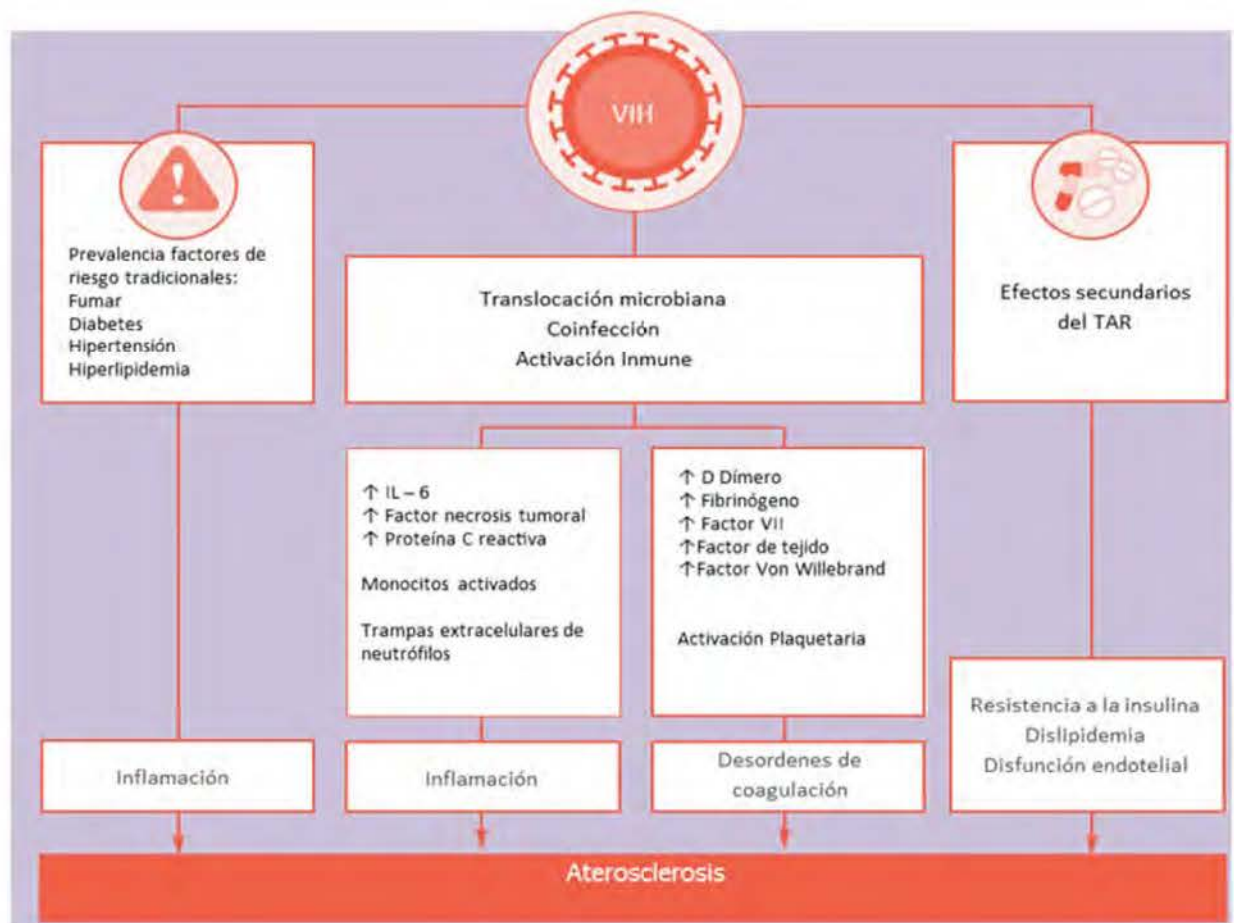 VIH
Prevalencia factores de
riesgo tradicionales:
Fumar
Diabetes
Hipertensión
Hiperlipidemia
Translocación microbiana
Coinfección
Activación Inmune
Efectos secundarios
del TAR
↑ IL – 6
↑ Factor necrosis tumoral
↑ Proteína C reactiva
Monocitos activados
Trampas extracelulares de
neutrófilos
↑ D Dímero
↑ Fibrinógeno
↑ Factor VII
↑Factor de tejido
↑Factor Von Willebrand
Activación Plaquetaria
Resistencia a la insulina
Dislipidemia
Disfunción endotelial
Inflamación
Inflamación
Desordenes de
coagulación
Aterosclerosis